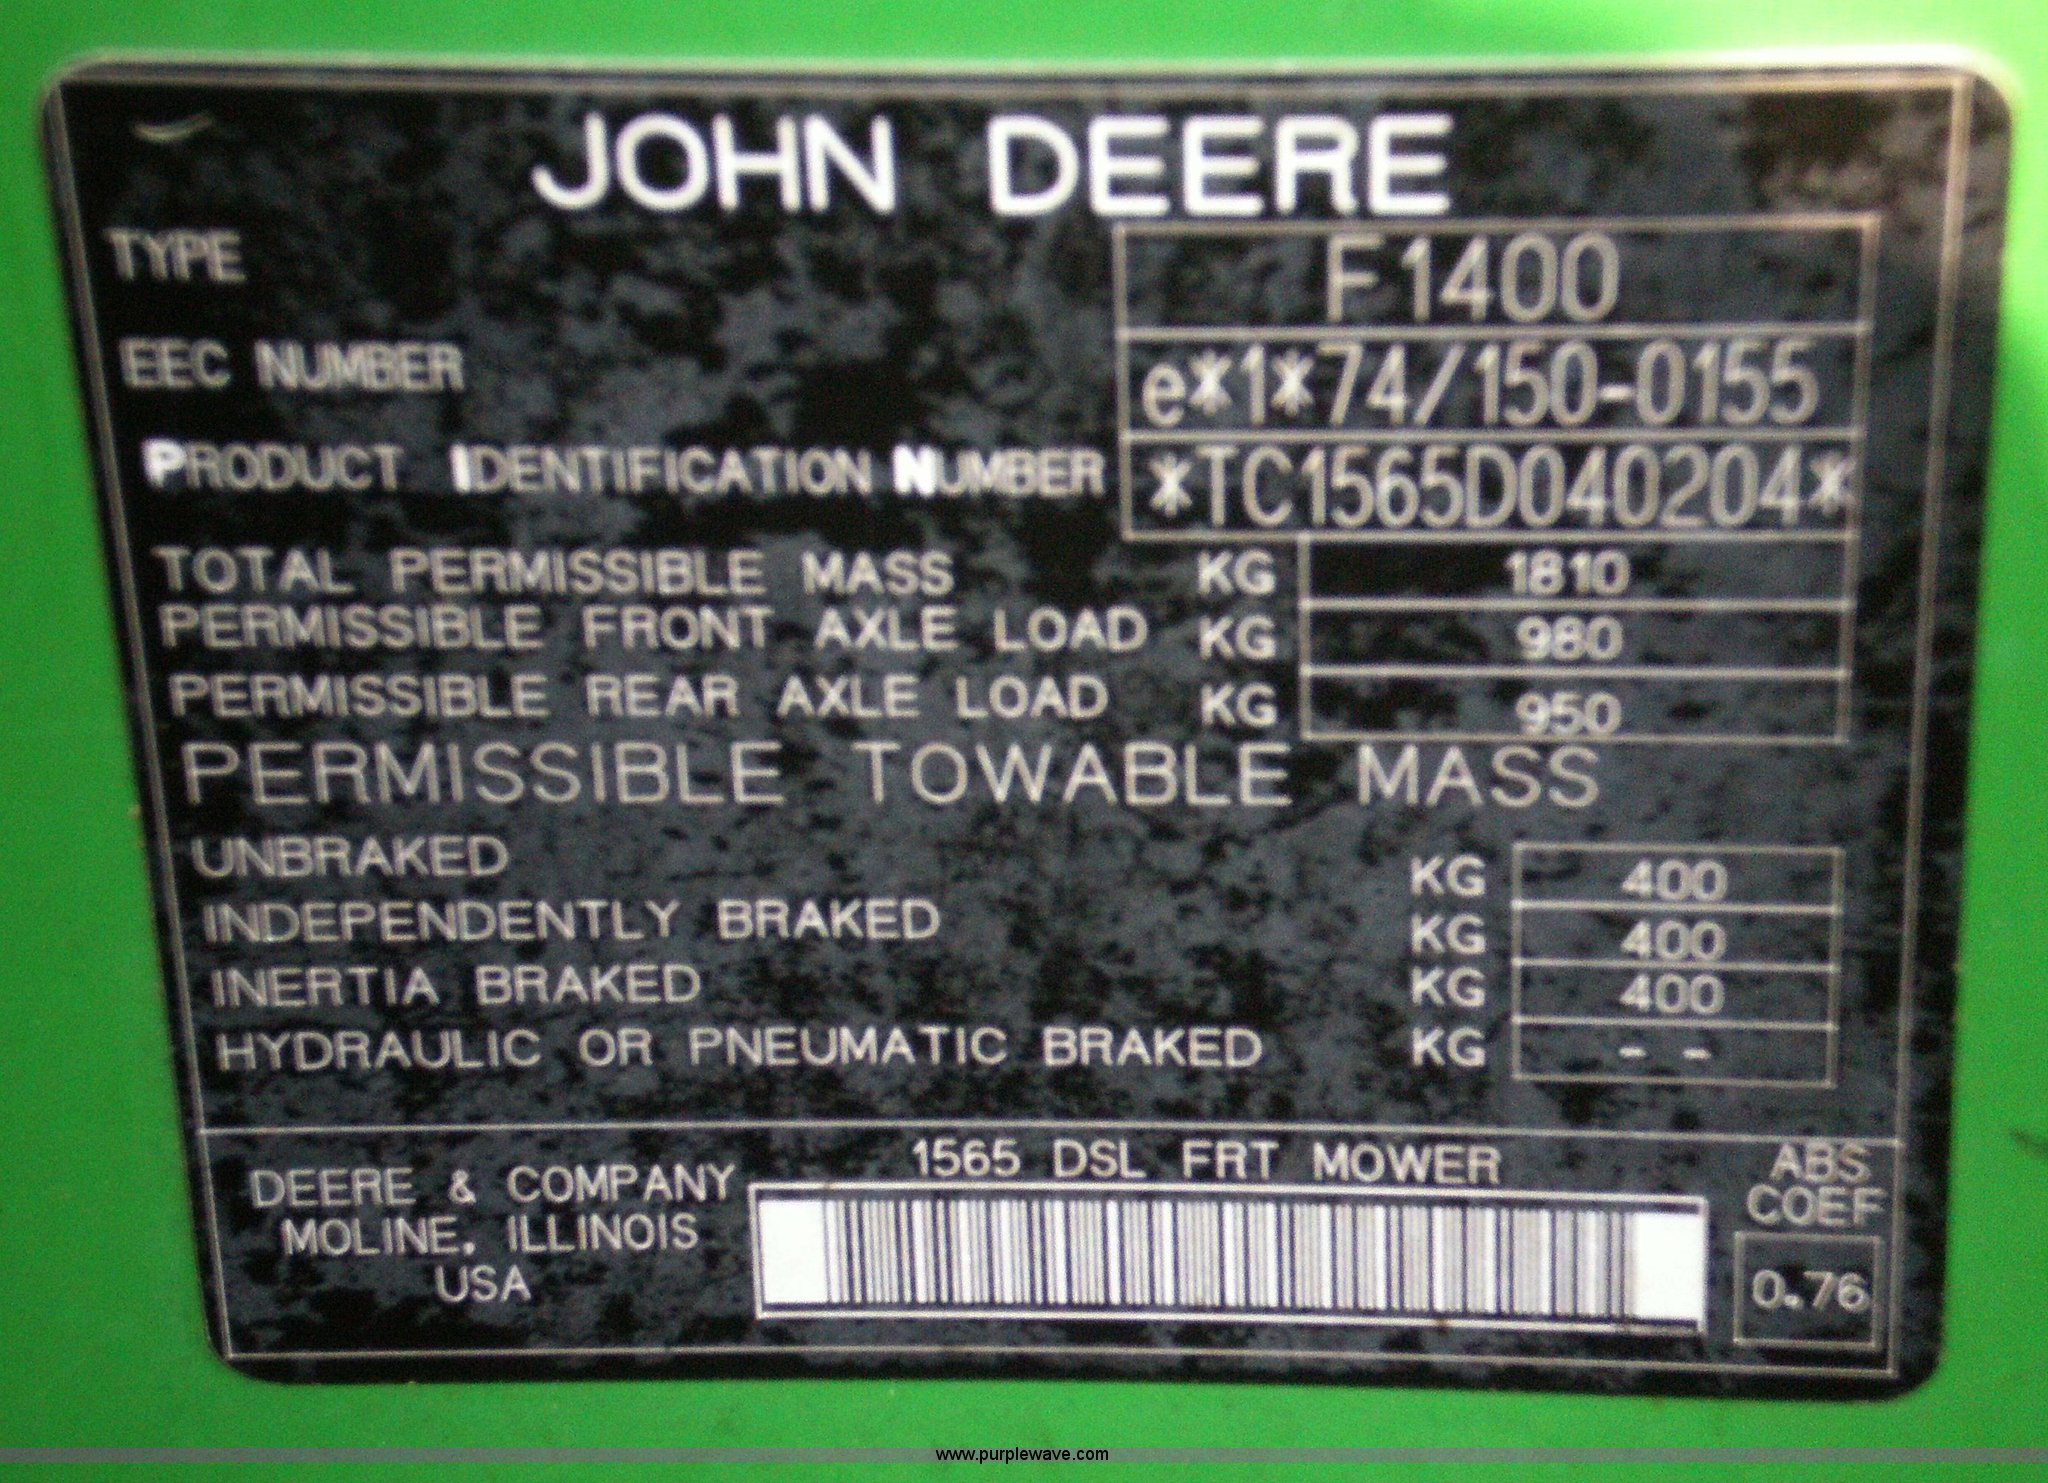 JOHN DEERE
TYPE F1400
EEC NUMBER e*1*74/150-0155
PRODUCT IDENTIFICATION NUMBER *TC1565D040204*
TOTAL PERMISSIBLE MASS KG 1810
PERMISSIBLE FRONT AXLE LOAD KG 980
PERMISSIBLE REAR AXLE LOAD KG 950
PERMISSIBLE TOWABLE MASS
UNBRAKED KG 400
INDEPENDENTLY BRAKED KG 400
INERTIA BRAKED KG 400
HYDRAULIC OR PNEUMATIC BRAKED KG - -
DEERE & COMPANY
MOLINE, ILLINOIS
USA
1565 DSL FRT MOWER
ABS
COEF
0.76
www.purplewave.com